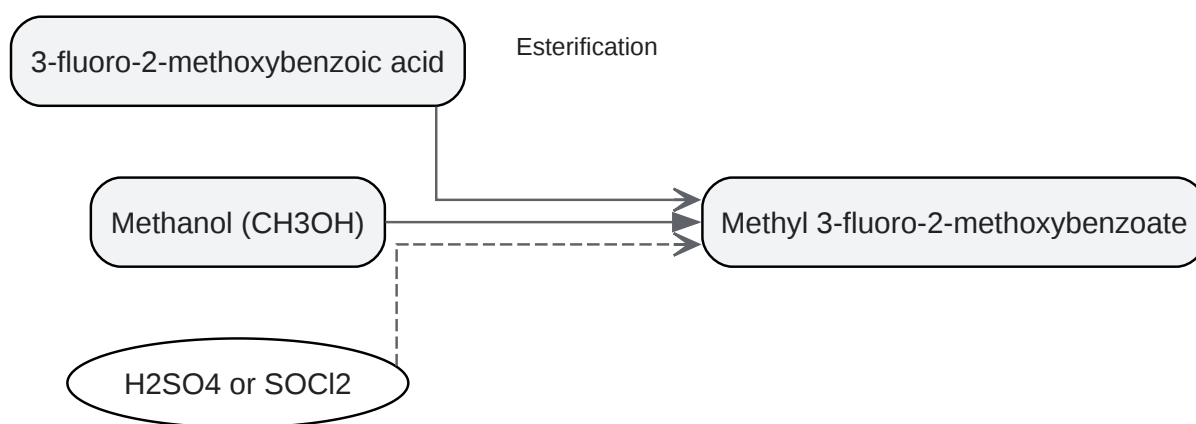 3-fluoro-2-methoxybenzoic acid
Esterification
Methanol (CH3OH)
Methyl 3-fluoro-2-methoxybenzoate
H2SO4 or SOCl2